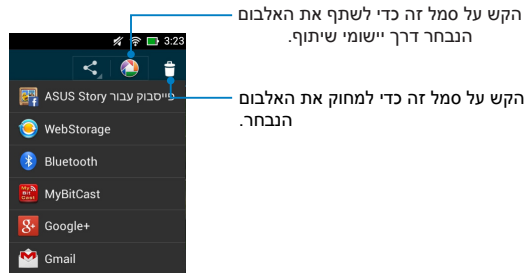 הקש על סמל זה כדי לשתף את האלבום
הנבחר דרך יישומי שיתוף.
3:23
הקש על סמל זה כדי למחוק את האלבום
הנבחר.
ASUS Story עבור פייסבוק
WebStorage
Bluetooth
MyBitCast
Google+
Gmail